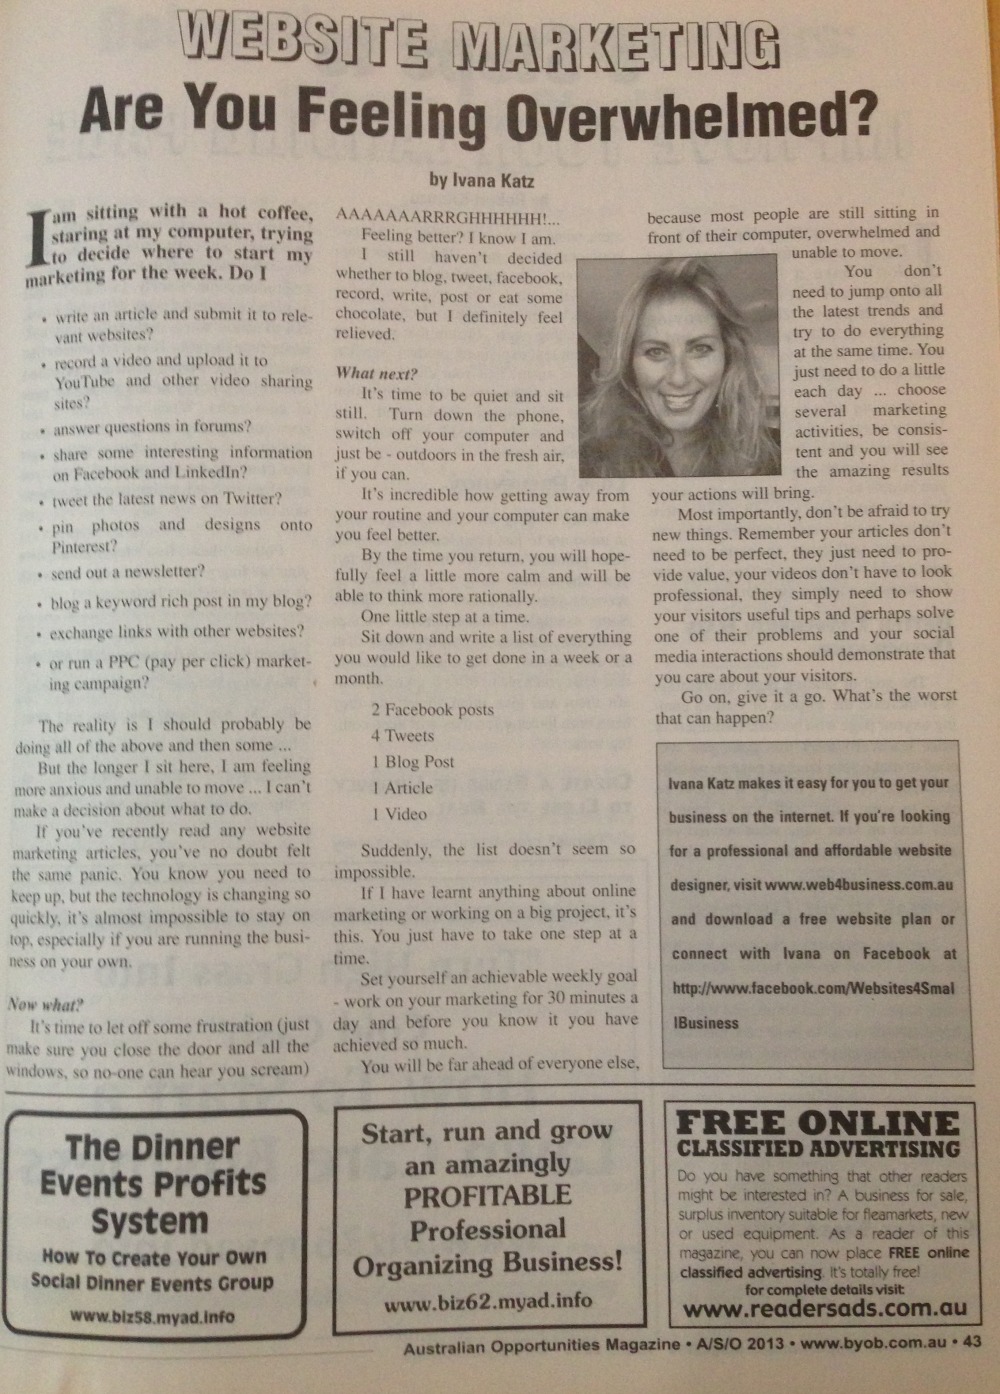 WEBSITE MARKETING
Are You Feeling Overwhelmed?
by Ivana Katz
I am sitting with a hot coffee,
staring at my computer, trying
to decide where to start my
marketing for the week. Do I
• write an article and submit it to rele-
vant websites?
• record a video and upload it to
YouTube and other video sharing
sites?
• answer questions in forums?
• share some interesting information
on Facebook and LinkedIn?
• tweet the latest news on Twitter?
• pin photos and designs onto
Pinterest?
• send out a newsletter?
• blog a keyword rich post in my blog?
• exchange links with other websites?
• or run a PPC (pay per click) market-
ing campaign?
The reality is I should probably be
doing all of the above and then some ...
But the longer I sit here, I am feeling
more anxious and unable to move ... I can't
make a decision about what to do.
If you've recently read any website
marketing articles, you've no doubt felt
the same panic. You know you need to
keep up, but the technology is changing so
quickly, it's almost impossible to stay on
top, especially if you are running the busi-
ness on your own.
Now what?
It's time to let off some frustration (just
make sure you close the door and all the
windows, so no-one can hear you scream)
AAAAAAARRRGHHHHHH!...
Feeling better? I know I am.
I still haven't decided
whether to blog, tweet, facebook,
record, write, post or eat some
chocolate, but I definitely feel
relieved.
What next?
It's time to be quiet and sit
still. Turn down the phone,
switch off your computer and
just be - outdoors in the fresh air,
if you can.
It's incredible how getting away from
your routine and your computer can make
you feel better.
By the time you return, you will hope-
fully feel a little more calm and will be
able to think more rationally.
One little step at a time.
Sit down and write a list of everything
you would like to get done in a week or a
month.
2 Facebook posts
4 Tweets
1 Blog Post
1 Article
1 Video
Suddenly, the list doesn't seem so
impossible.
If I have learnt anything about online
marketing or working on a big project, it's
this. You just have to take one step at a
time.
Set yourself an achievable weekly goal
- work on your marketing for 30 minutes a
day and before you know it you have
achieved so much.
You will be far ahead of everyone else,
because most people are still sitting in
front of their computer, overwhelmed and
unable to move.
You don't
need to jump onto all
the latest trends and
try to do everything
at the same time. You
just need to do a little
each day ... choose
several marketing
activities, be consis-
tent and you will see
the amazing results
your actions will bring.
Most importantly, don't be afraid to try
new things. Remember your articles don't
need to be perfect, they just need to pro-
vide value, your videos don't have to look
professional, they simply need to show
your visitors useful tips and perhaps solve
one of their problems and your social
media interactions should demonstrate that
you care about your visitors.
Go on, give it a go. What's the worst
that can happen?
Ivana Katz makes it easy for you to get your
business on the internet. If you're looking
for a professional and affordable website
designer, visit www.web4business.com.au
and download a free website plan or
connect with Ivana on Facebook at
http://www.facebook.com/Websites4Smal
lBusiness
The Dinner
Events Profits
System
How To Create Your Own
Social Dinner Events Group
www.biz58.myad.info
Start, run and grow
an amazingly
PROFITABLE
Professional
Organizing Business!
www.biz62.myad.info
FREE ONLINE
CLASSIFIED ADVERTISING
Do you have something that other readers
might be interested in? A business for sale,
surplus inventory suitable for fleamarkets, new
or used equipment. As a reader of this
magazine, you can now place FREE online
classified advertising. It's totally free!
for complete details visit:
www.readersads.com.au
Australian Opportunities Magazine • A/S/O 2013 • www.byob.com.au • 43